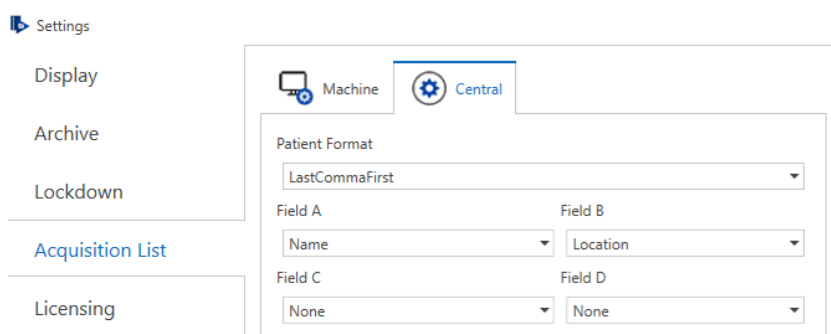 Settings
Display
Archive
Lockdown
Acquisition List
Licensing
Machine
Central
Patient Format
LastCommaFirst
Field A
Field B
Name
Location
Field C
Field D
None
None